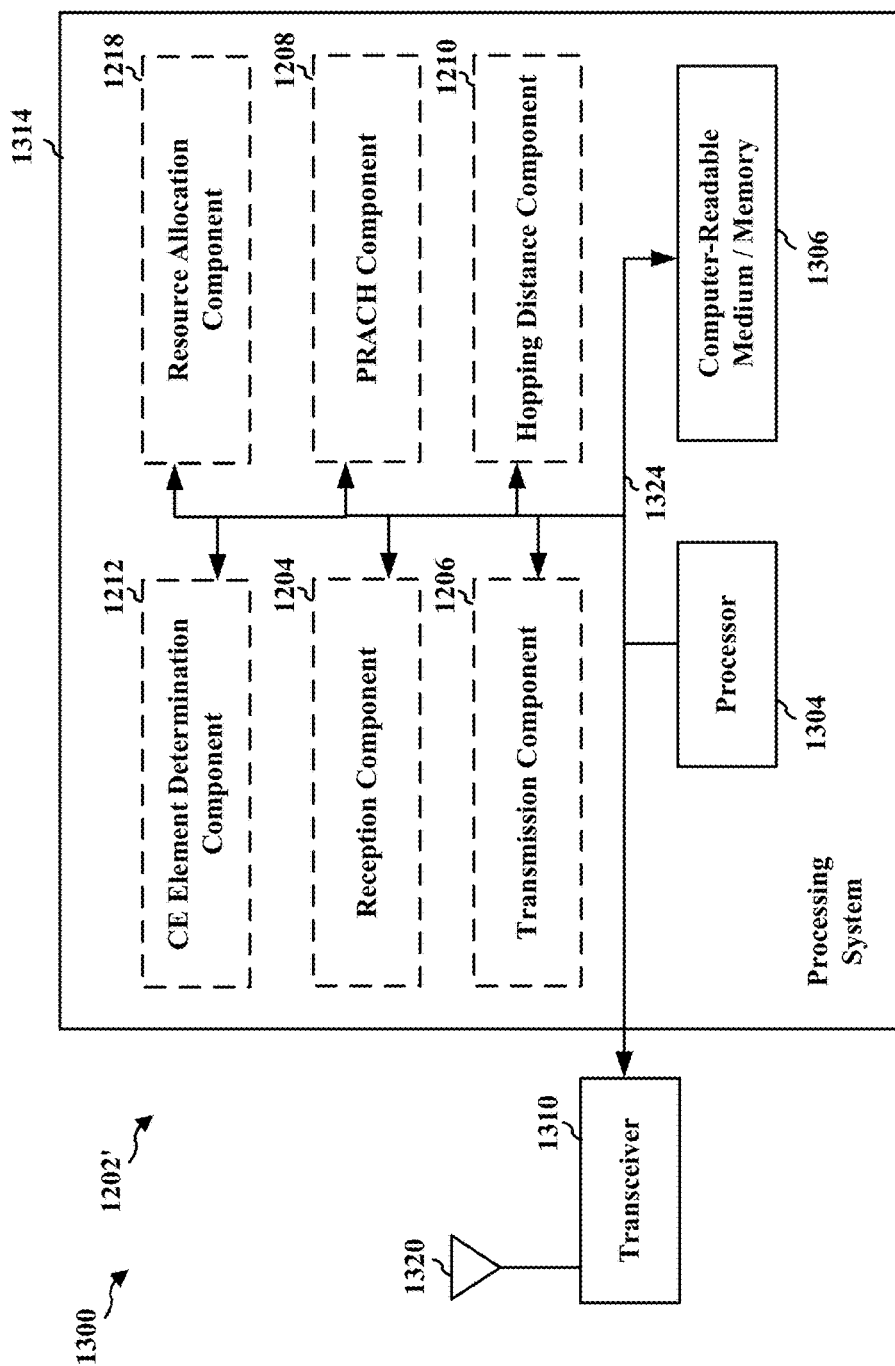 1300
1202'
1314
1212
CE Element Determination
Component
1218
Resource Allocation
Component
1204
Reception Component
1208
PRACH Component
1206
Transmission Component
1210
Hopping Distance Component
1320
1310
Transceiver
1324
Processor
1304
Computer-Readable
Medium / Memory
1306
Processing
System